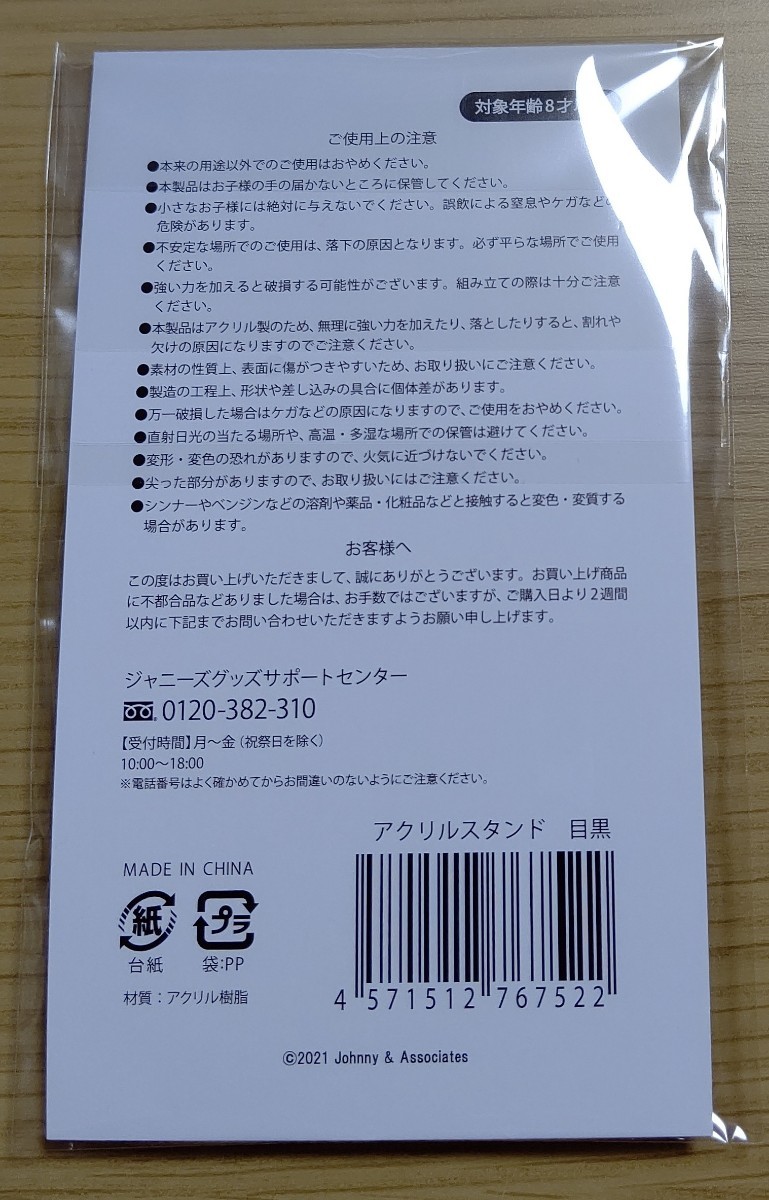 対象年齢8才
ご使用上の注意
●本来の用途以外でのご使用はおやめください。
●本製品はお子様の手の届かないところに保管してください。
●小さなお子様には絶対に与えないでください。誤飲による窒息やケガなどの
危険があります。
●不安定な場所でのご使用は、落下の原因となります。必ず平らな場所でご使用
ください。
●強い力を加えると破損する可能性がございます。組み立ての際は十分ご注意
ください。
●本製品はアクリル製のため、無理に強い力を加えたり、落としたりすると、割れや
欠けの原因になりますのでご注意ください。
●素材の性質上、表面に傷がつきやすいため、お取り扱いにご注意ください。
●製造の工程上、形状や差し込みの具合に個体差があります。
●万一破損した場合はケガなどの原因になりますので、ご使用をおやめください。
●直射日光の当たる場所や、高温・多湿な場所での保管は避けてください。
●変形・変色の恐れがありますので、火気に近づけないでください。
●尖った部分がありますので、お取り扱いにはご注意ください。
●シンナーやベンジンなどの溶剤や薬品・化粧品などと接触すると変色・変質する
場合があります。
お客様へ
この度はお買い上げいただきまして、誠にありがとうございます。お買い上げ商品
に不都合品などありました場合は、お手数ではございますが、ご購入日より2週間
以内に下記までお問い合わせいただきますようお願い申し上げます。
ジャニーズグッズサポートセンター
0120-382-310
【受付時間】月〜金（祝祭日を除く）
10:00〜18:00
※電話番号はよく確かめてからお間違いのないようにご注意ください。
アクリルスタンド　目黒
MADE IN CHINA
紙 プラ
台紙 袋:PP
材質：アクリル樹脂
4 571512 767522
©2021 Johnny & Associates